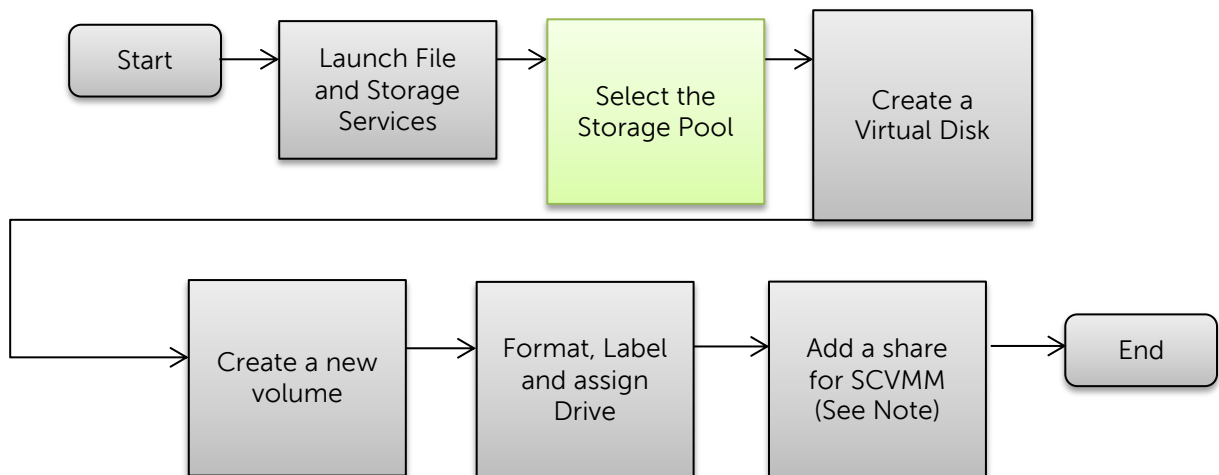 Start
Launch File
and Storage
Services
Select the
Storage Pool
Create a
Virtual Disk
Create a new
volume
Format, Label
and assign
Drive
Add a share
for SCVMM
(See Note)
End